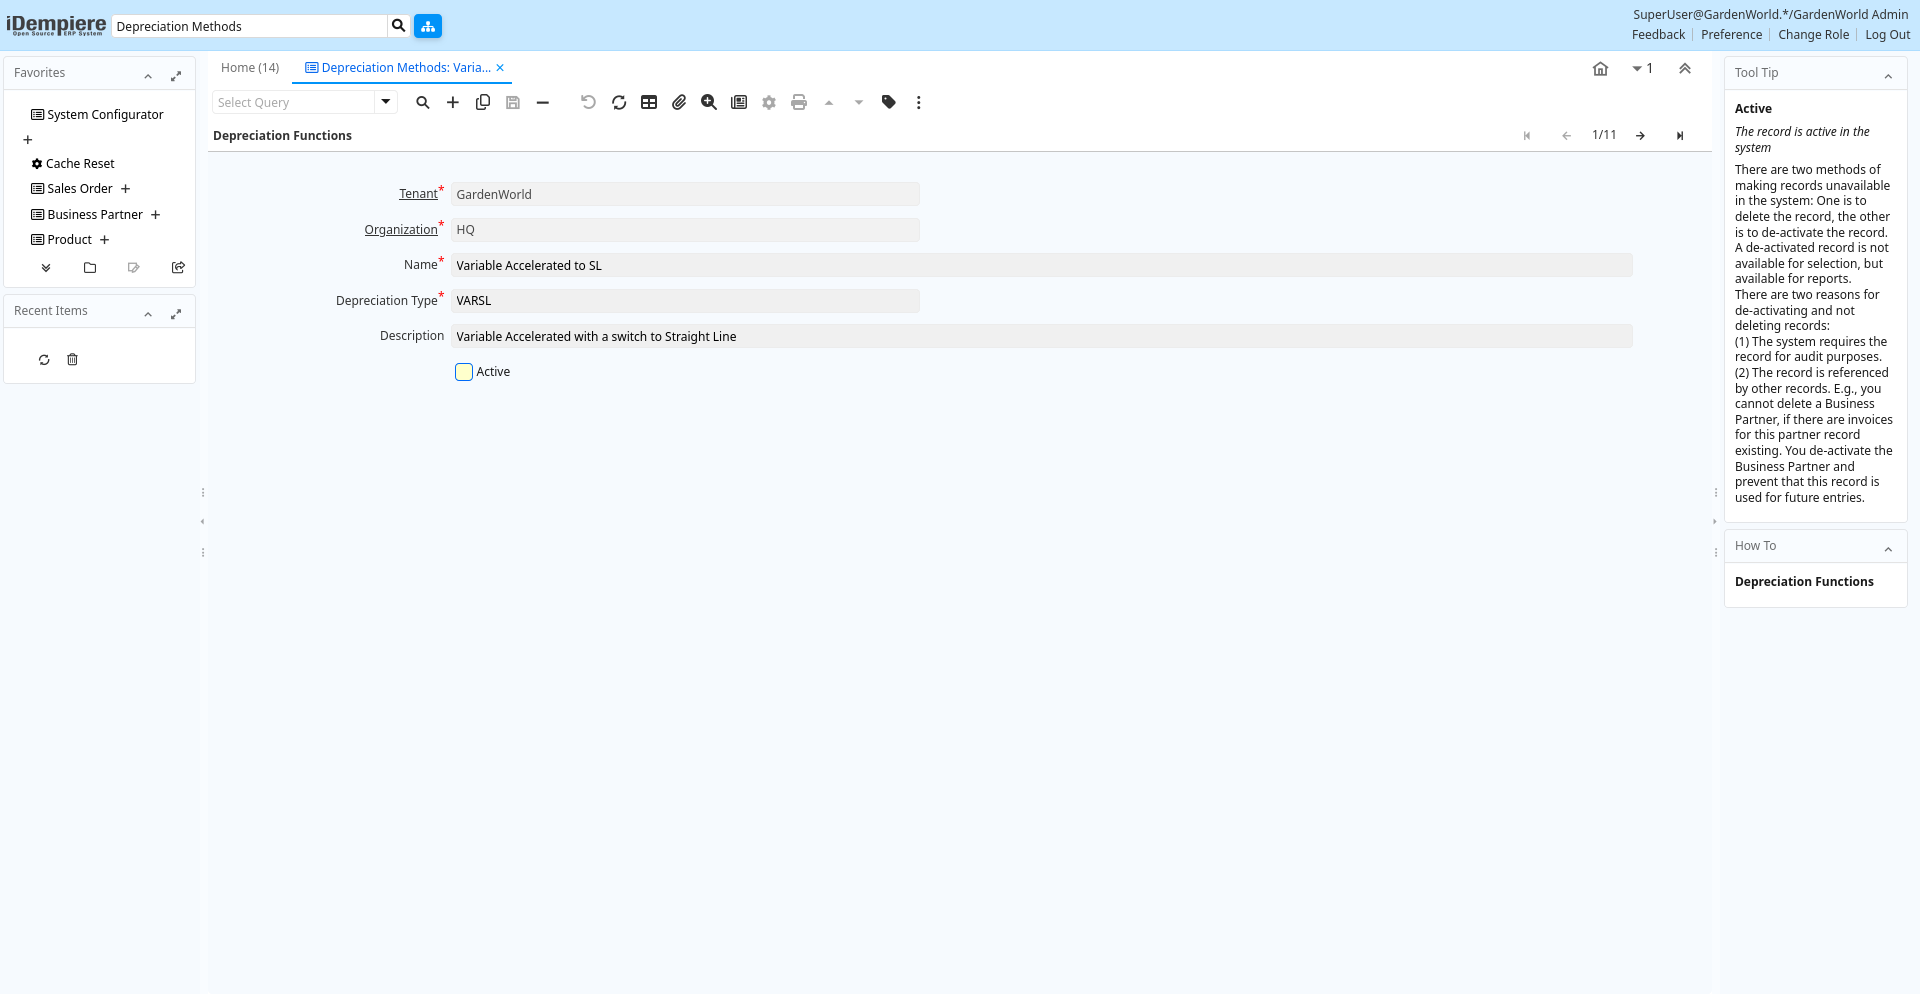 iDempiere
Open Source ERP System
Depreciation Methods
SuperUser@GardenWorld.*/GardenWorld Admin
Feedback
Preference
Change Role
Log Out
Favorites
System Configurator
Cache Reset
Sales Order
Business Partner
Product
Recent Items
Home (14)
Depreciation Methods: Varia...
1
Select Query
Depreciation Functions
1/11
Tenant*
GardenWorld
Organization*
HQ
Name*
Variable Accelerated to SL
Depreciation Type*
VARSL
Description
Variable Accelerated with a switch to Straight Line
Active
Tool Tip
Active
The record is active in the
system
There are two methods of
making records unavailable
in the system: One is to
delete the record, the other
is to de-activate the record.
A de-activated record is not
available for selection, but
available for reports.
There are two reasons for
de-activating and not
deleting records:
(1) The system requires the
record for audit purposes.
(2) The record is referenced
by other records. E.g., you
cannot delete a Business
Partner, if there are invoices
for this partner record
existing. You de-activate the
Business Partner and
prevent that this record is
used for future entries.
How To
Depreciation Functions